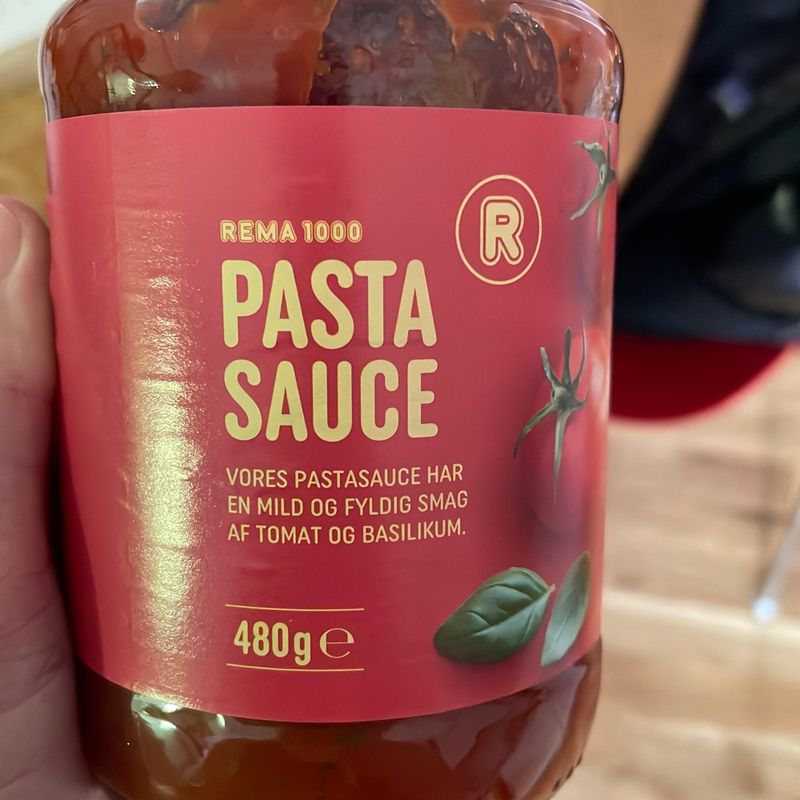 REMA 1000
R
PASTA
SAUCE
VORES PASTASAUCE HAR
EN MILD OG FYLDIG SMAG
AF TOMAT OG BASILIKUM.
480g ℮